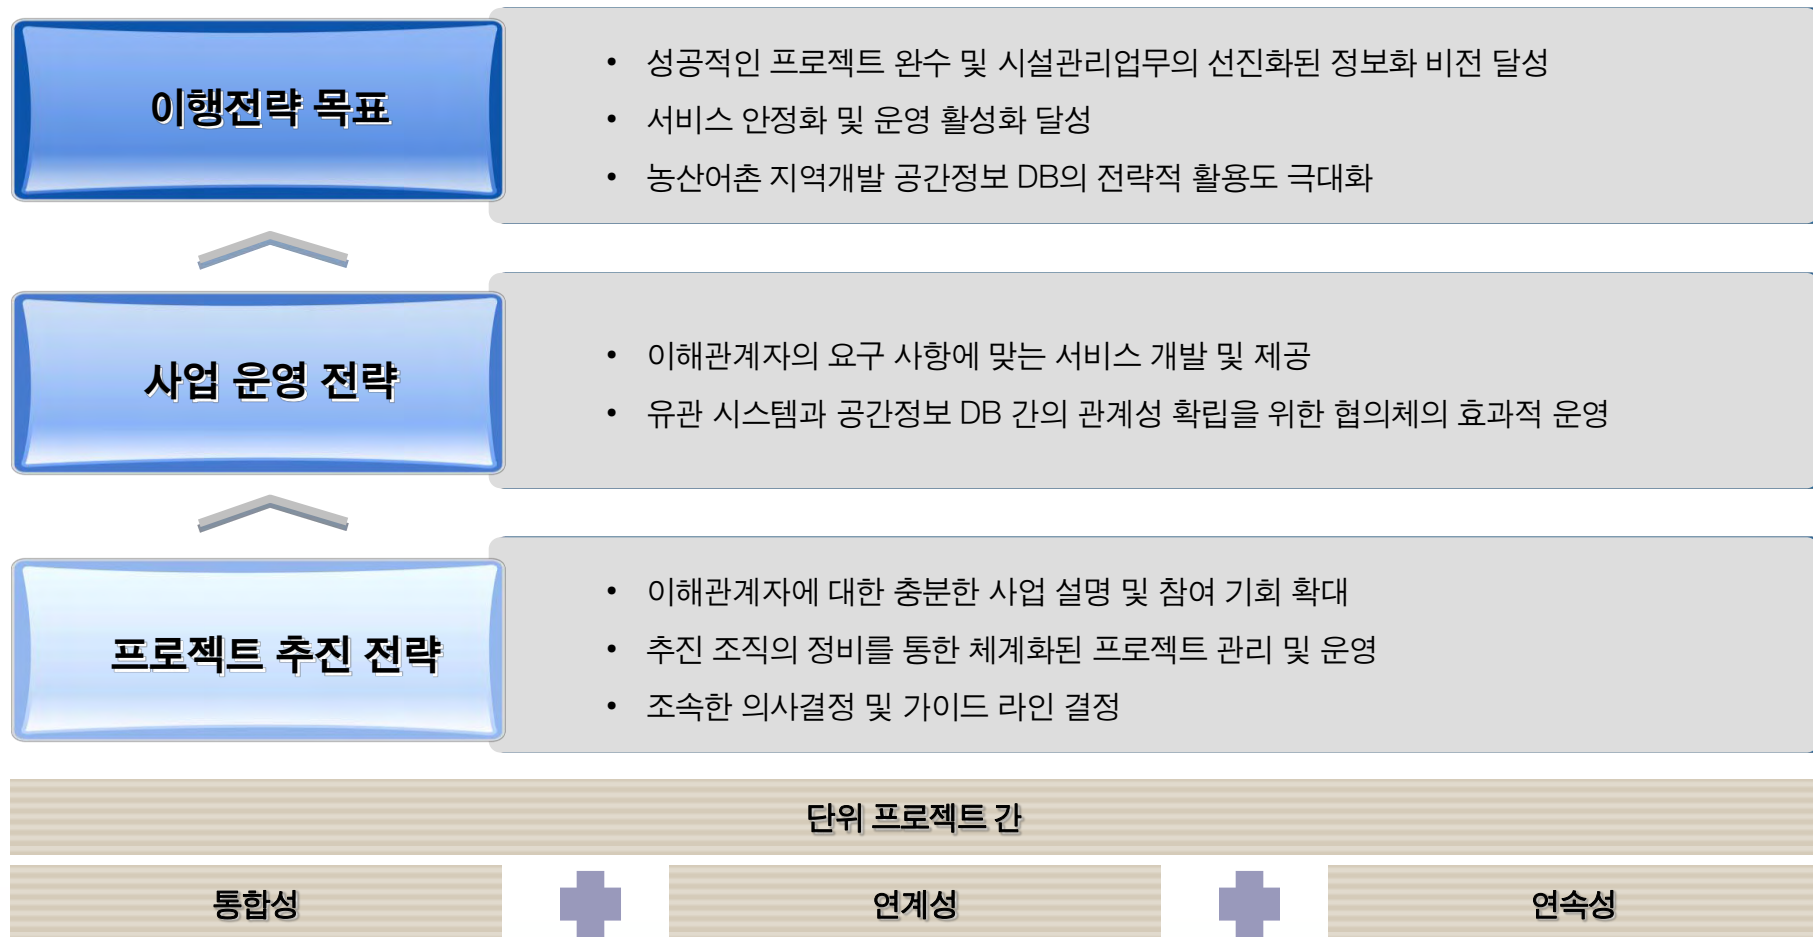 이행전략 목표
• 성공적인 프로젝트 완수 및 시설관리업무의 선진화된 정보화 비전 달성
• 서비스 안정화 및 운영 활성화 달성
• 농산어촌 지역개발 공간정보 DB의 전략적 활용도 극대화
사업 운영 전략
• 이해관계자의 요구 사항에 맞는 서비스 개발 및 제공
• 유관 시스템과 공간정보 DB 간의 관계성 확립을 위한 협의체의 효과적 운영
프로젝트 추진 전략
• 이해관계자에 대한 충분한 사업 설명 및 참여 기회 확대
• 추진 조직의 정비를 통한 체계화된 프로젝트 관리 및 운영
• 조속한 의사결정 및 가이드 라인 결정
단위 프로젝트 간
통합성 연계성 연속성